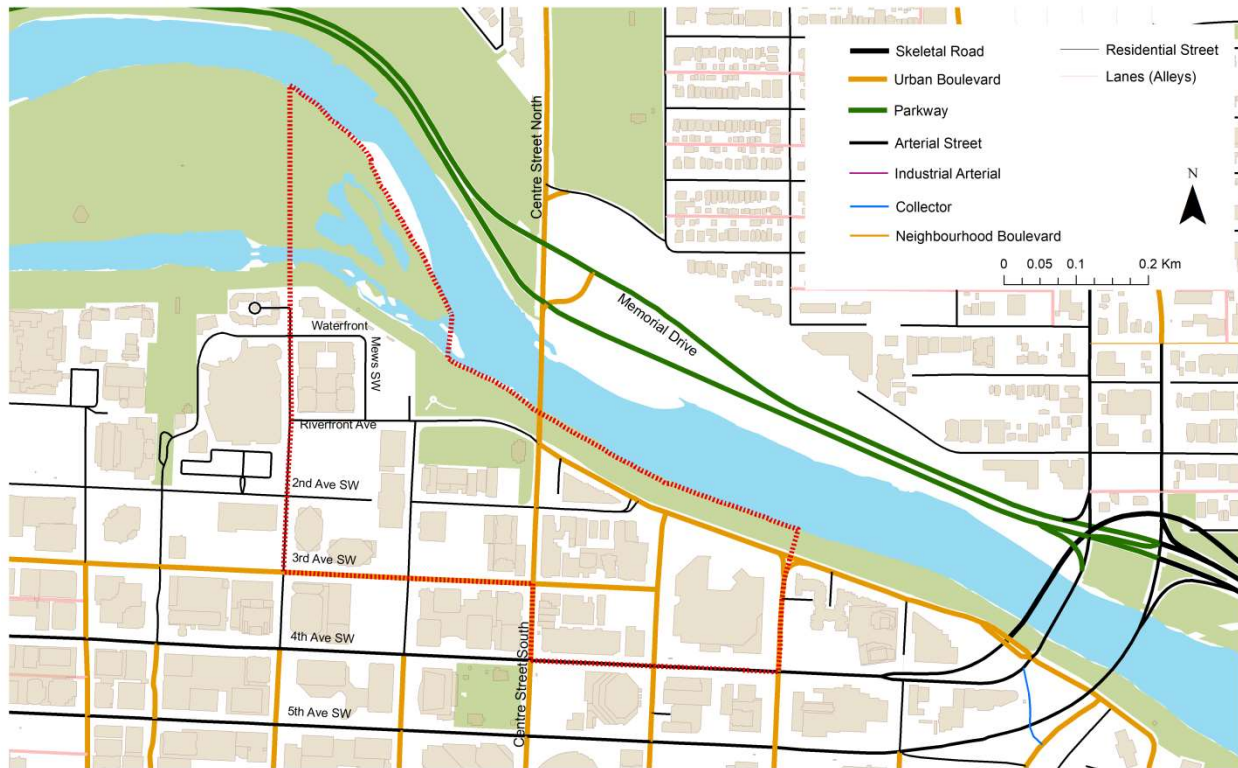 Skeletal Road
Urban Boulevard
Parkway
Arterial Street
Industrial Arterial
Collector
Neighbourhood Boulevard
Residential Street
Lanes (Alleys)
N
0 0.05 0.1 0.2 Km
Centre Street North
Memorial Drive
Waterfront
Mews SW
Riverfront Ave
2nd Ave SW
3rd Ave SW
4th Ave SW
Centre Street South
5th Ave SW